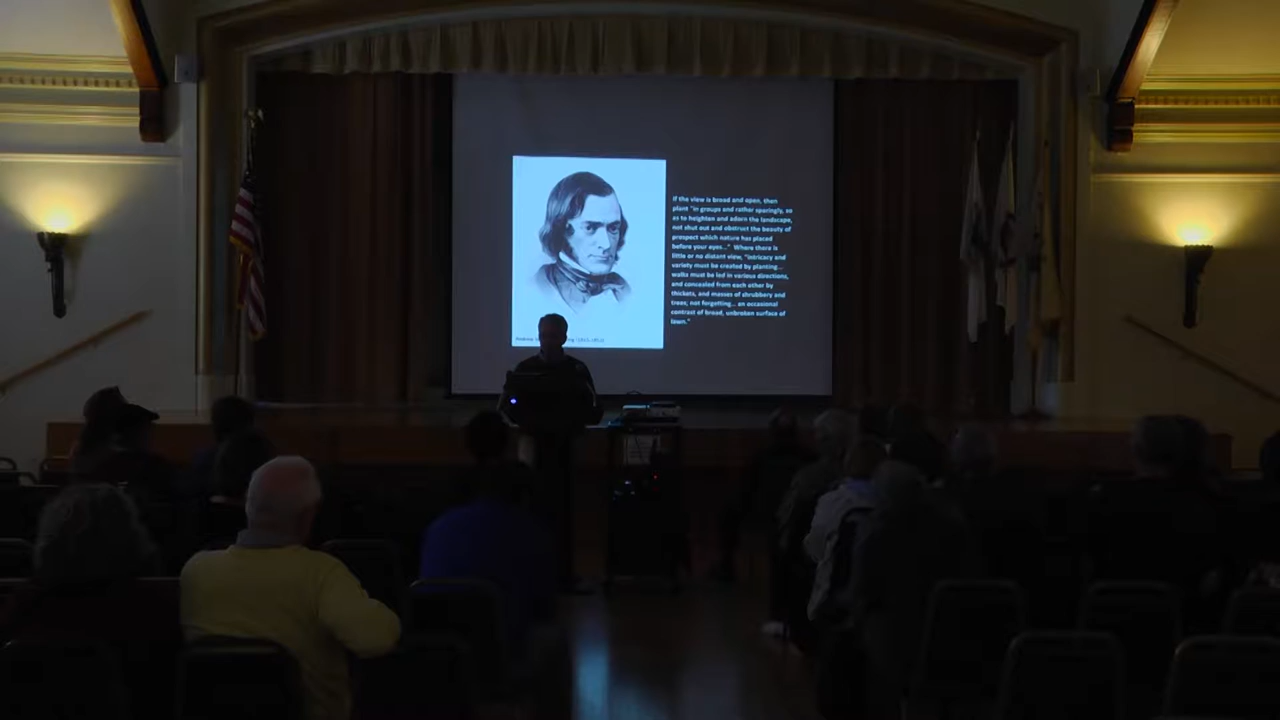 If the view is broad and open, then
plant "in groups and rather sparingly, so
as to heighten and adorn the landscape,
not shut out and obstruct the beauty of
prospect which nature has placed
before your eyes..." Where there is
little or no distant view, "intricacy and
variety must be created by planting...
walks must be led in various directions,
and concealed from each other by
thickets, and masses of shrubbery and
trees; not forgetting... an occasional
contrast of broad, unbroken surface of
lawn."